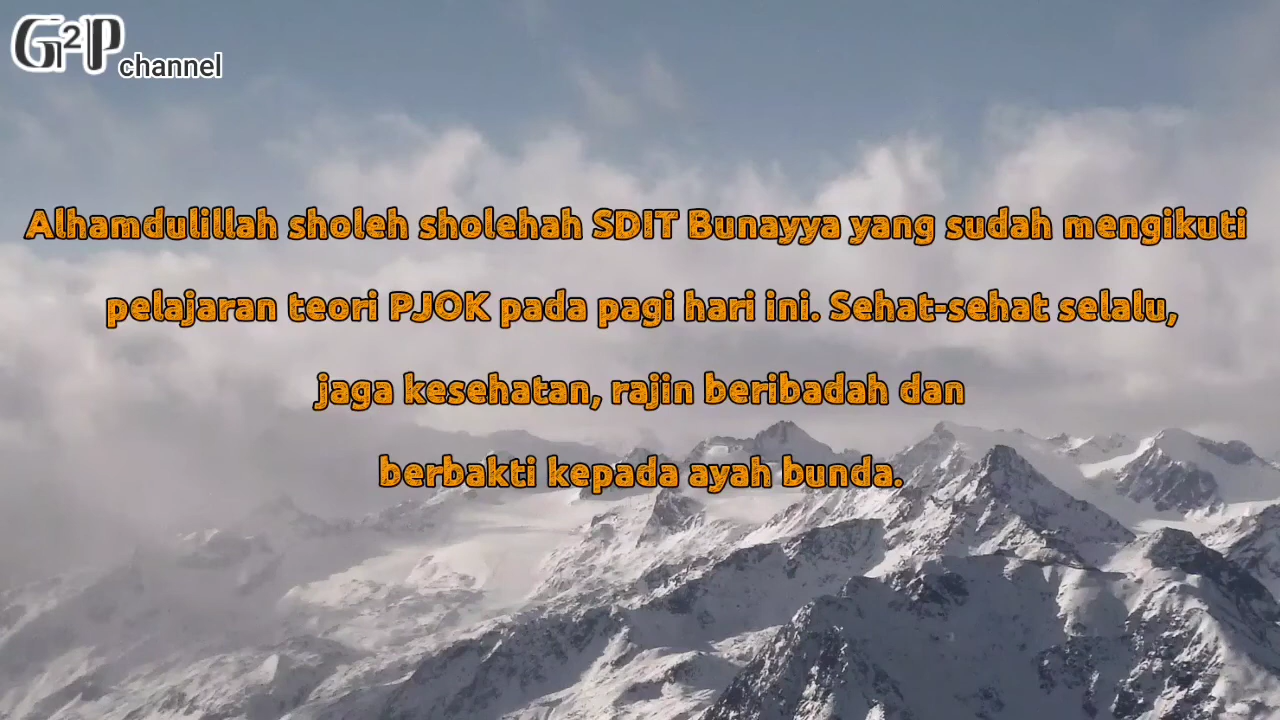 G2P channel
Alhamdulillah sholeh sholehah SDIT Bunayya yang sudah mengikuti
pelajaran teori PJOK pada pagi hari ini. Sehat-sehat selalu,
jaga kesehatan, rajin beribadah dan
berbakti kepada ayah bunda.